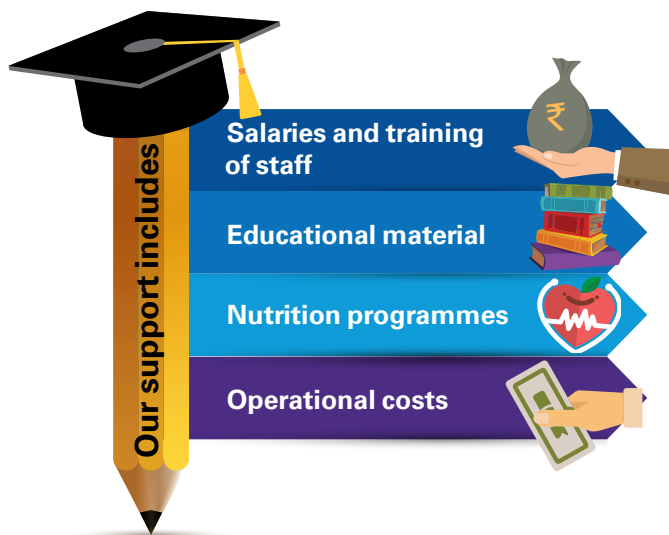 Our support includes
Salaries and training
of staff
Educational material
Nutrition programmes
Operational costs
₹